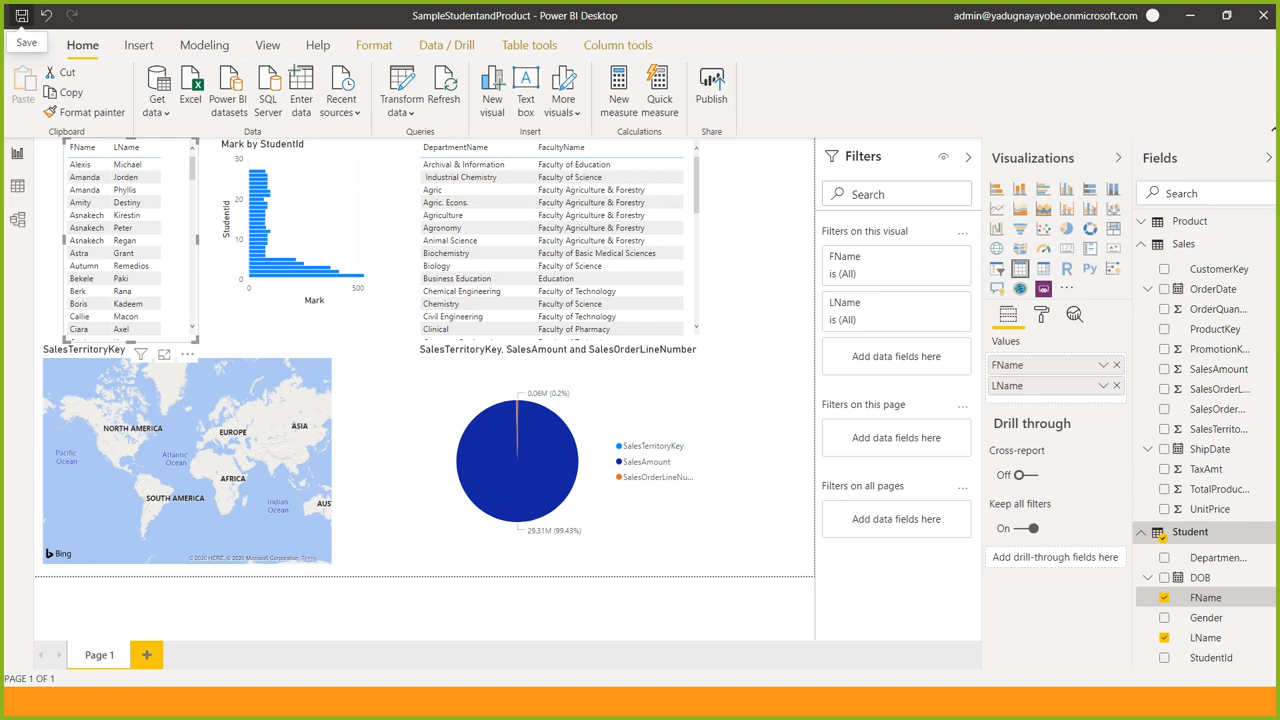 SampleStudentandProduct - Power BI Desktop
admin@yadugnayayobe.onmicrosoft.com
Save
Home Insert Modeling View Help Format Data / Drill Table tools Column tools
Paste
Cut
Copy
Format painter
Get data
Excel
Power BI datasets
SQL Server
Enter data
Recent sources
Transform data
Refresh
New visual
Text box
More visuals
New measure
Quick measure
Publish
Clipboard Data Queries Insert Calculations Share
FName LName
Alexis Michael
Amanda Jorden
Amanda Phyllis
Amity Destiny
Asnakech Kirestin
Asnakech Peter
Asnakech Regan
Astra Grant
Autumn Remedios
Bekele Paki
Berk Rana
Boris Kadeem
Callie Macon
Ciara Axel
Mark by StudentId
30
20
10
0
StudentId
0 500
Mark
DepartmentName FacultyName
Archival & Information Faculty of Education
Industrial Chemistry Faculty of Science
Agric Faculty Agriculture & Forestry
Agric. Econs. Faculty Agriculture & Forestry
Agriculture Faculty Agriculture & Forestry
Agronomy Faculty Agriculture & Forestry
Animal Science Faculty Agriculture & Forestry
Biochemistry Faculty of Basic Medical Sciences
Biology Faculty of Science
Business Education Education
Chemical Engineering Faculty of Technology
Chemistry Faculty of Science
Civil Engineering Faculty of Technology
Clinical Faculty of Pharmacy
SalesTerritoryKey
NORTH AMERICA
EUROPE
ASIA
Pacific Ocean
Atlantic Ocean
AFRICA
SOUTH AMERICA
Indian Ocean
AUS
Bing
© 2020 HERE, © 2020 Microsoft Corporation Terms
SalesTerritoryKey, SalesAmount and SalesOrderLineNumber
0.06M (0.2%)
SalesTerritoryKey
SalesAmount
SalesOrderLineNu...
29.31M (99.43%)
Filters
Search
Filters on this visual ...
FName
is (All)
LName
is (All)
Add data fields here
Filters on this page ...
Add data fields here
Filters on all pages ...
Add data fields here
Visualizations
R Py
...
Values
FName
LName
Drill through
Cross-report
Off
Keep all filters
On
Add drill-through fields here
Fields
Search
Product
Sales
CustomerKey
OrderDate
OrderQuan...
ProductKey
PromotionK...
SalesAmount
SalesOrderL...
SalesOrder...
SalesTerrito...
ShipDate
TaxAmt
TotalProduc...
UnitPrice
Student
Departmen...
DOB
FName
Gender
LName
StudentId
Page 1
PAGE 1 OF 1